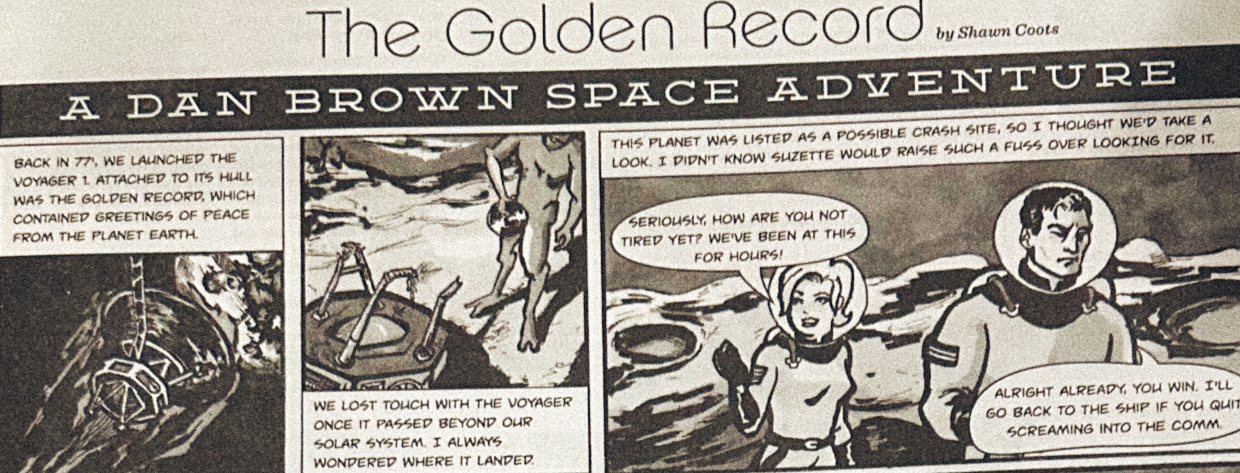 The Golden Record by Shawn Coots
A DAN BROWN SPACE ADVENTURE
BACK IN 77', WE LAUNCHED THE
VOYAGER 1. ATTACHED TO ITS HULL
WAS THE GOLDEN RECORD, WHICH
CONTAINED GREETINGS OF PEACE
FROM THE PLANET EARTH.
WE LOST TOUCH WITH THE VOYAGER
ONCE IT PASSED BEYOND OUR
SOLAR SYSTEM. I ALWAYS
WONDERED WHERE IT LANDED.
THIS PLANET WAS LISTED AS A POSSIBLE CRASH SITE, SO I THOUGHT WE'D TAKE A
LOOK. I DIDN'T KNOW SUZETTE WOULD RAISE SUCH A FUSS OVER LOOKING FOR IT.
SERIOUSLY, HOW ARE YOU NOT
TIRED YET? WE'VE BEEN AT THIS
FOR HOURS!
ALRIGHT ALREADY, YOU WIN. I'LL
GO BACK TO THE SHIP IF YOU QUIT
SCREAMING INTO THE COMM.